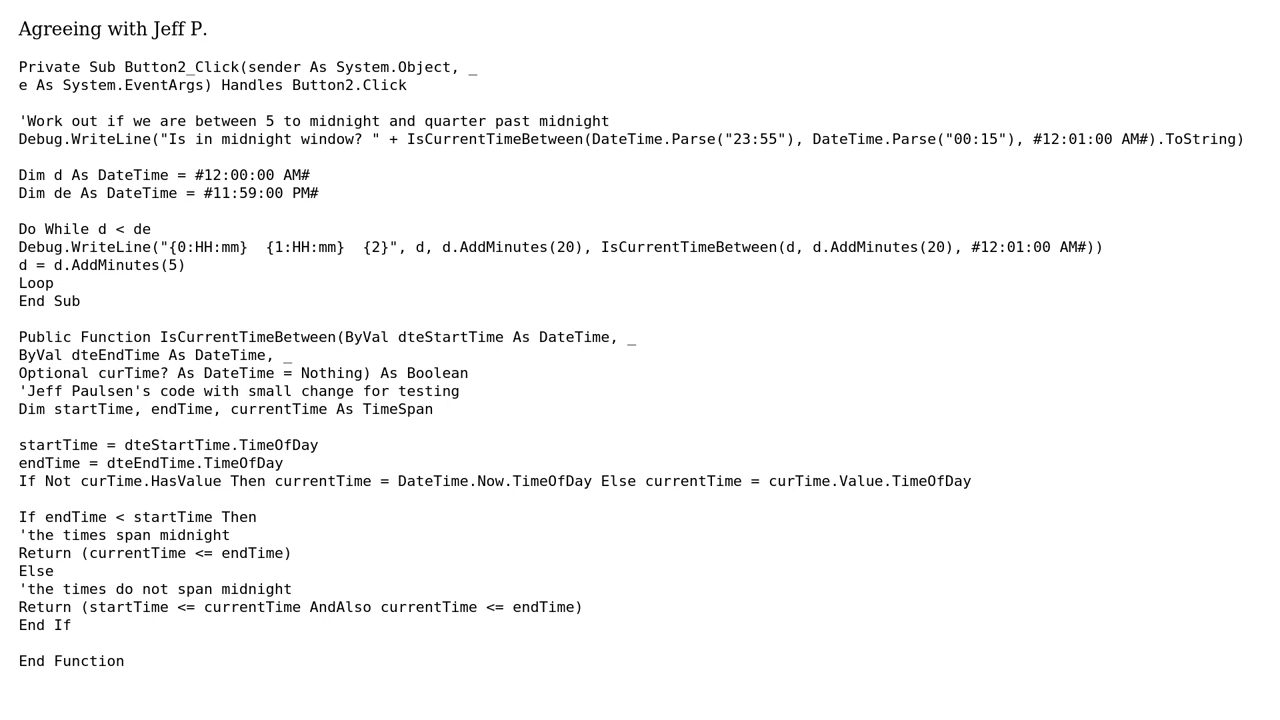 Agreeing with Jeff P.
Private Sub Button2_Click(sender As System.Object, _
e As System.EventArgs) Handles Button2.Click
'Work out if we are between 5 to midnight and quarter past midnight
Debug.WriteLine("Is in midnight window? " + IsCurrentTimeBetween(DateTime.Parse("23:55"), DateTime.Parse("00:15"), #12:01:00 AM#).ToString)
Dim d As DateTime = #12:00:00 AM#
Dim de As DateTime = #11:59:00 PM#
Do While d < de
Debug.WriteLine("{0:HH:mm}  {1:HH:mm}  {2}", d, d.AddMinutes(20), IsCurrentTimeBetween(d, d.AddMinutes(20), #12:01:00 AM#))
d = d.AddMinutes(5)
Loop
End Sub
Public Function IsCurrentTimeBetween(ByVal dteStartTime As DateTime, _
ByVal dteEndTime As DateTime, _
Optional curTime? As DateTime = Nothing) As Boolean
'Jeff Paulsen's code with small change for testing
Dim startTime, endTime, currentTime As TimeSpan
startTime = dteStartTime.TimeOfDay
endTime = dteEndTime.TimeOfDay
If Not curTime.HasValue Then currentTime = DateTime.Now.TimeOfDay Else currentTime = curTime.Value.TimeOfDay
If endTime < startTime Then
'the times span midnight
Return (currentTime <= endTime)
Else
'the times do not span midnight
Return (startTime <= currentTime AndAlso currentTime <= endTime)
End If
End Function